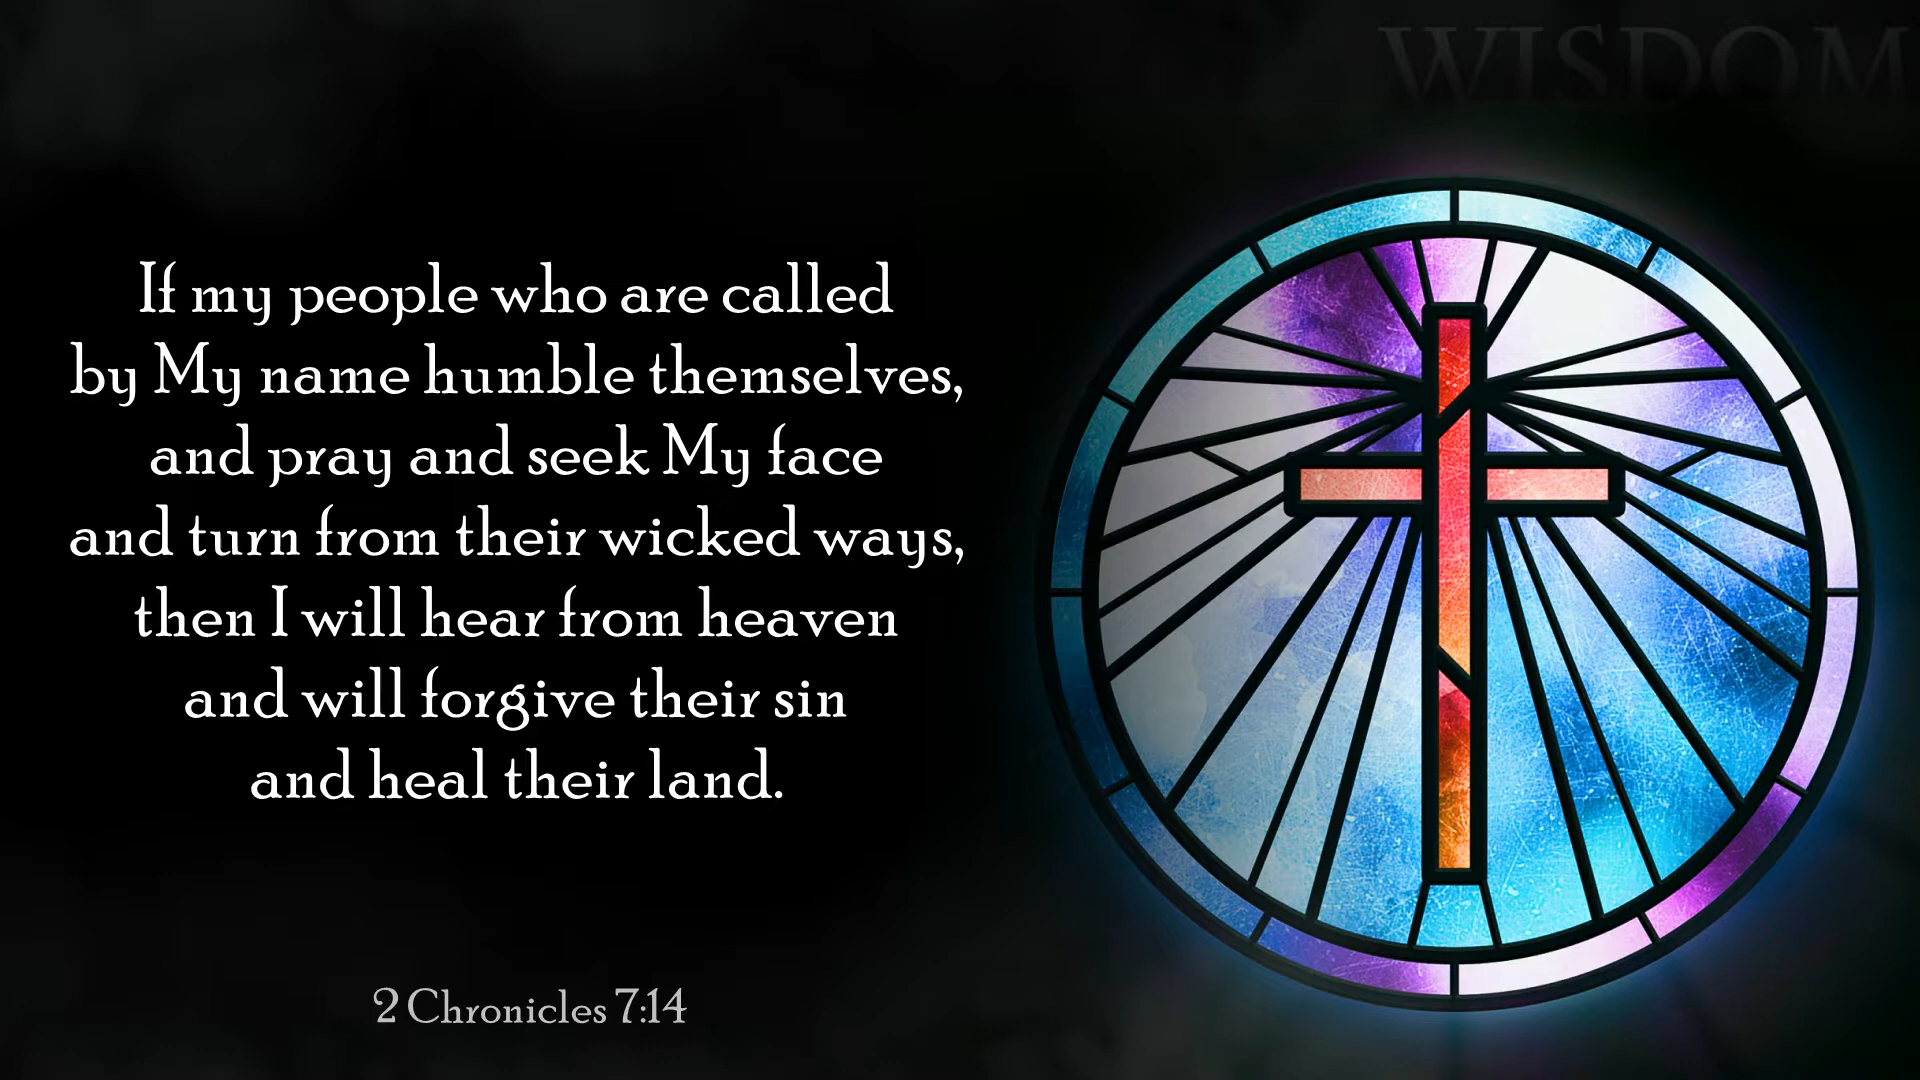 WISDOM
If my people who are called
by My name humble themselves,
and pray and seek My face
and turn from their wicked ways,
then I will hear from heaven
and will forgive their sin
and heal their land.
2 Chronicles 7:14